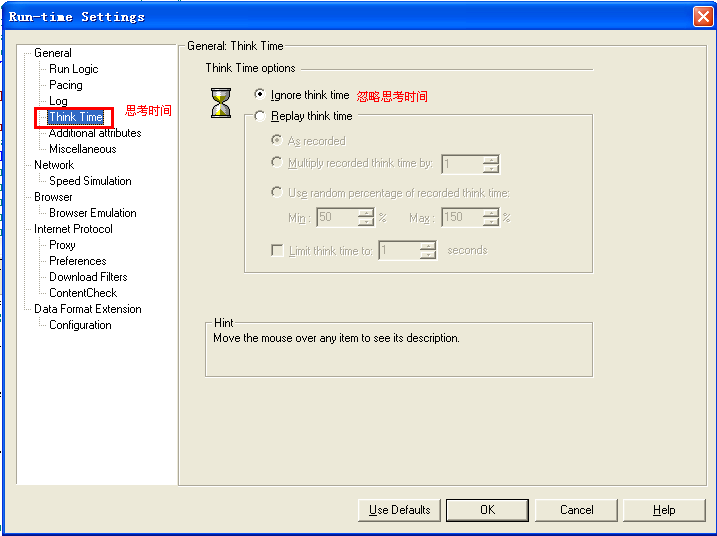 Run-time Settings
General
Run Logic
Pacing
Log
Think Time
思考时间
Additional attributes
Miscellaneous
Network
Speed Simulation
Browser
Browser Emulation
Internet Protocol
Proxy
Preferences
Download Filters
ContentCheck
Data Format Extension
Configuration
General: Think Time
Think Time options
Ignore think time 忽略思考时间
Replay think time
As recorded
Multiply recorded think time by: 1
Use random percentage of recorded think time:
Min : 50 % Max : 150 %
Limit think time to: 1 seconds
Hint
Move the mouse over any item to see its description.
Use Defaults OK Cancel Help